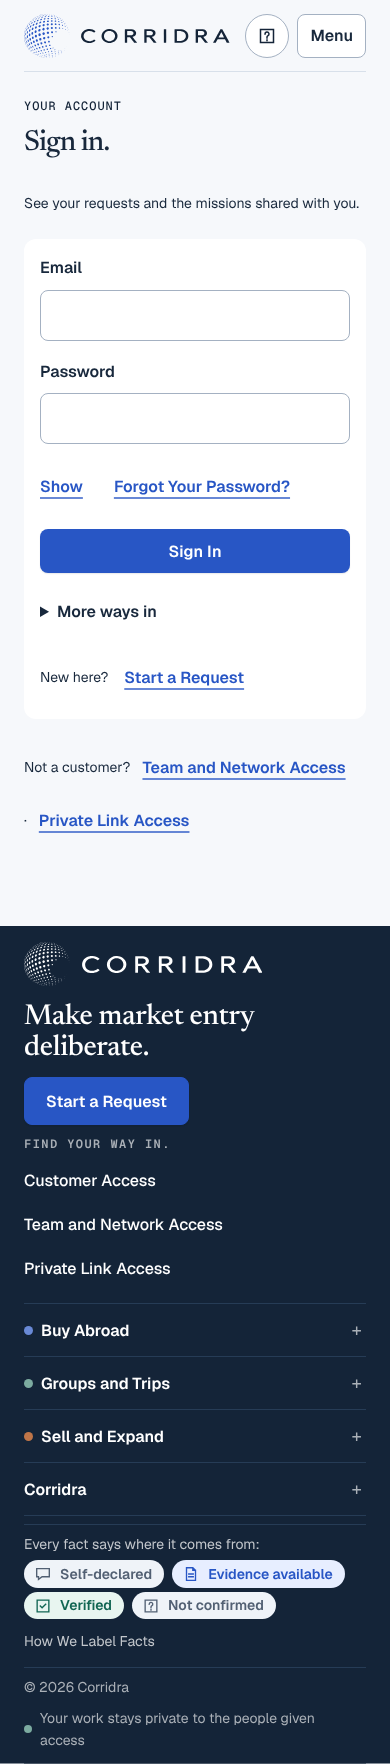 CORRIDRA
Menu
YOUR ACCOUNT
Sign in.
See your requests and the missions shared with you.
Email
Password
Show Forgot Your Password?
Sign In
More ways in
New here? Start a Request
Not a customer? Team and Network Access
· Private Link Access
CORRIDRA
Make market entry
deliberate.
Start a Request
FIND YOUR WAY IN.
Customer Access
Team and Network Access
Private Link Access
Buy Abroad +
Groups and Trips +
Sell and Expand +
Corridra +
Every fact says where it comes from:
Self-declared Evidence available
Verified Not confirmed
How We Label Facts
© 2026 Corridra
Your work stays private to the people given
access